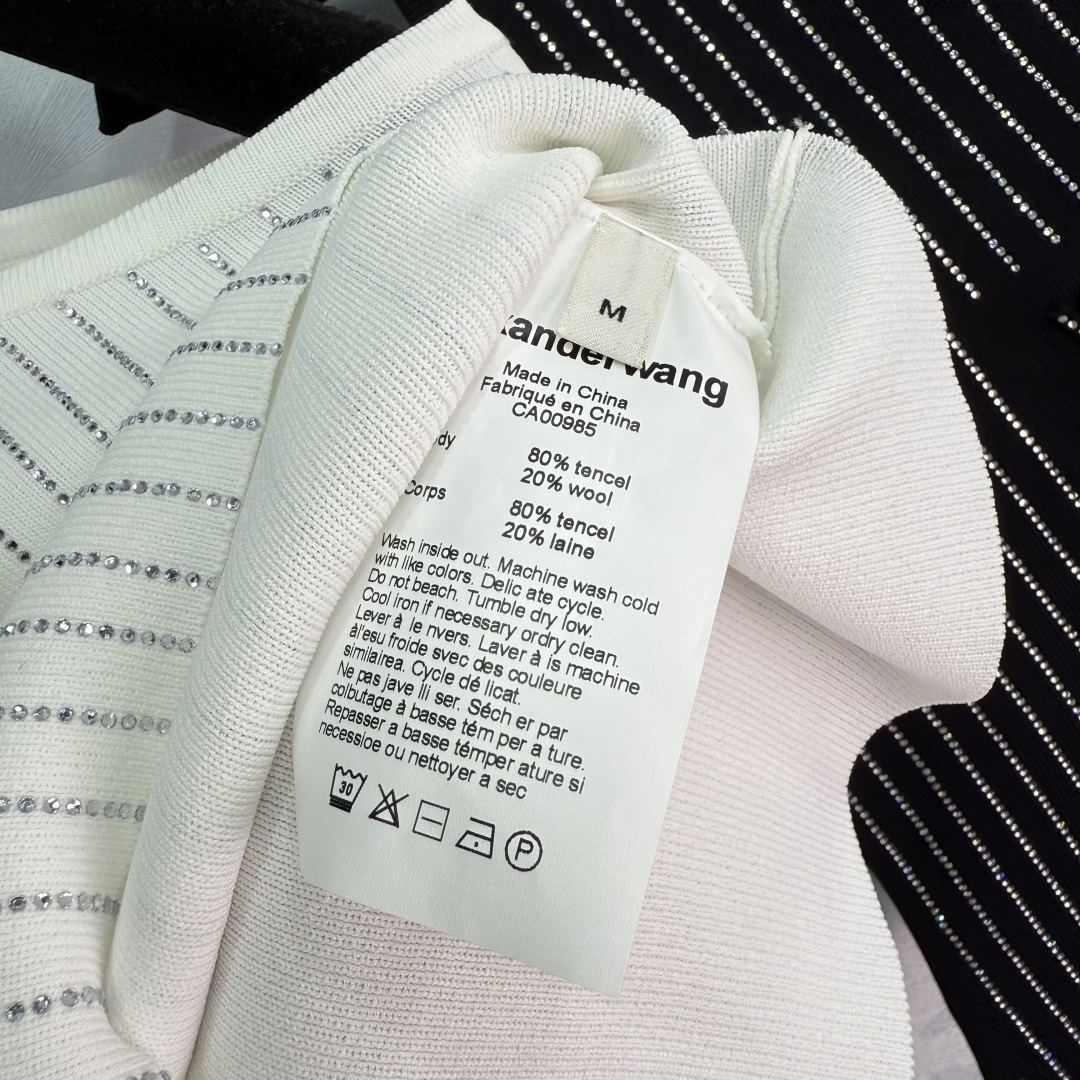 M
anderwang
Made in China
Fabriqué en China
CA00985
dy
80% tencel
20% wool
Corps
80% tencel
20% laine
Wash inside out. Machine wash cold
with like colors. Delic ate cycle.
Do not beach. Tumble dry low.
Cool iron if necessary ordry clean.
Lever à le nvers. Laver à is machine
àl'esu froide svec des couleure
similairea. Cycle dé licat.
Ne pas jave lli ser. Séch er par
colbutage à basse tém per a ture.
Repasser a basse témper ature si
necessioe ou nettoyer a sec
30
P